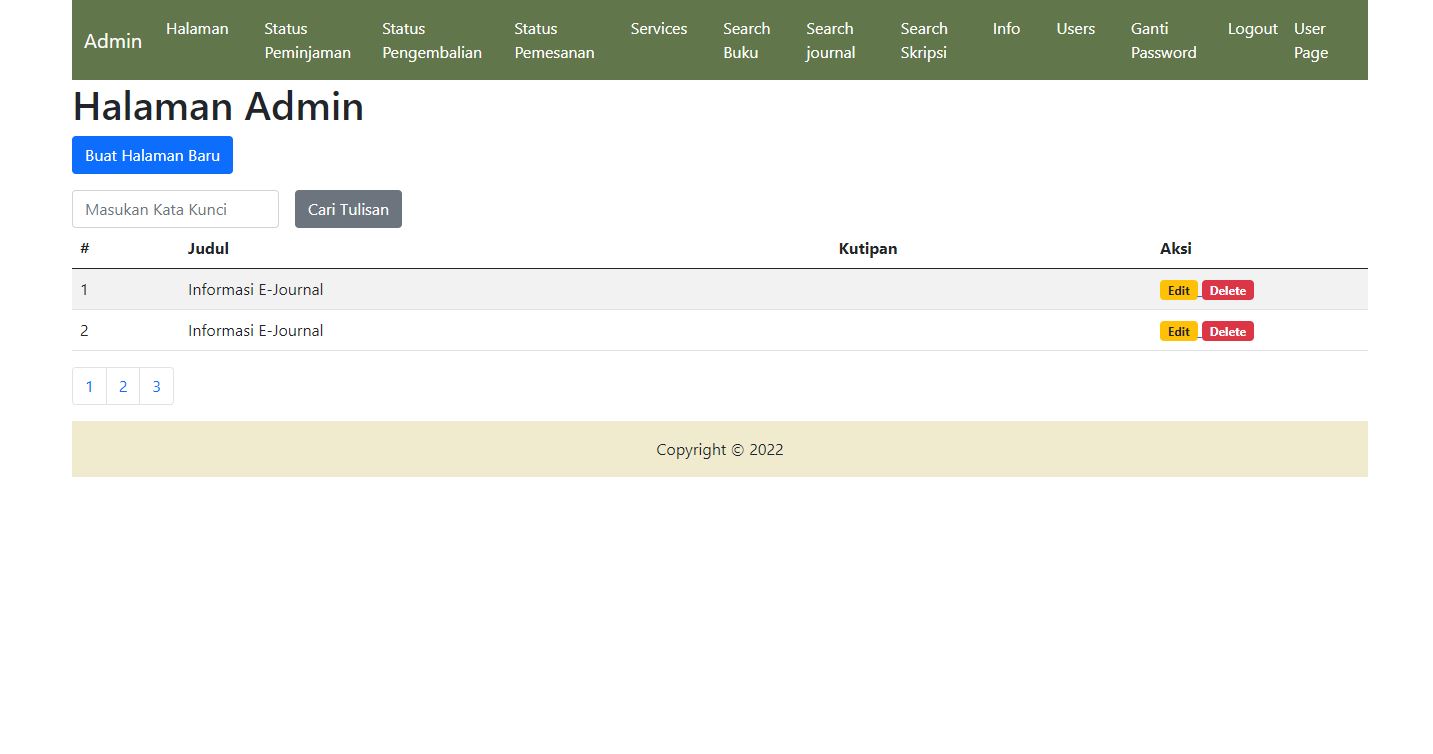 Admin Halaman Status Peminjaman Status Pengembalian Status Pemesanan Services Search Buku Search journal Search Skripsi Info Users Ganti Password Logout User Page
Halaman Admin
Buat Halaman Baru
Masukan Kata Kunci Cari Tulisan
# Judul Kutipan Aksi
1 Informasi E-Journal Edit Delete
2 Informasi E-Journal Edit Delete
1 2 3
Copyright © 2022